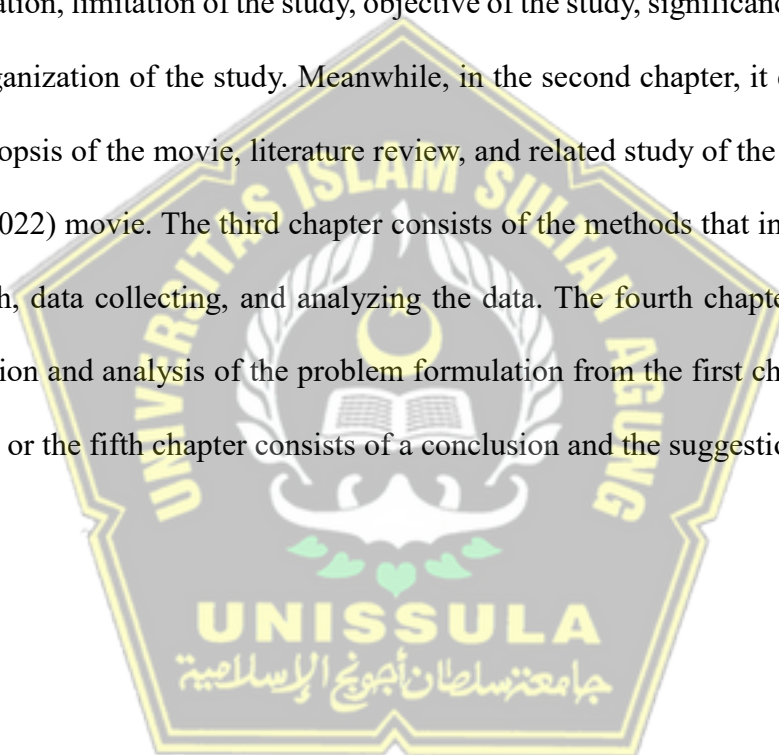 ation, limitation of the study, objective of the study, significanc
ganization of the study. Meanwhile, in the second chapter, it
opsis of the movie, literature review, and related study of the
022) movie. The third chapter consists of the methods that in
h, data collecting, and analyzing the data. The fourth chapte
ion and analysis of the problem formulation from the first ch
or the fifth chapter consists of a conclusion and the suggestio
UNIVERSITAS ISLAM SULTAN AGUNG
UNISSULA
جامعة سلطان أجونج الإسلامية